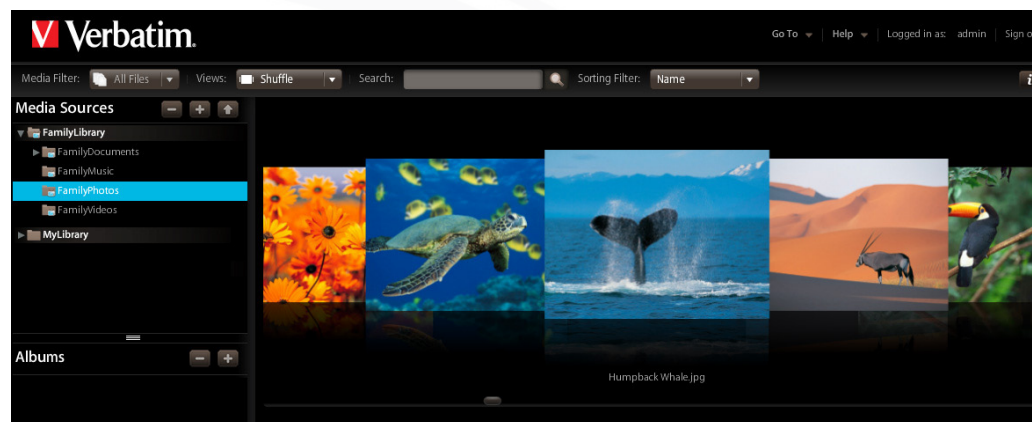 Verbatim.
Go To Help Logged in as: admin Sign o
Media Filter: All Files Views: Shuffle Search: Sorting Filter: Name i
Media Sources
FamilyLibrary
FamilyDocuments
FamilyMusic
FamilyPhotos
FamilyVideos
MyLibrary
Albums
Humpback Whale.jpg